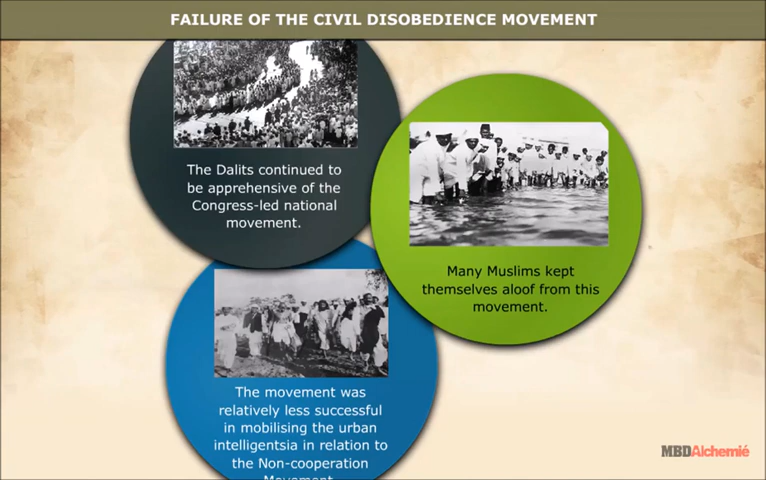 FAILURE OF THE CIVIL DISOBEDIENCE MOVEMENT
The Dalits continued to
be apprehensive of the
Congress-led national
movement.
Many Muslims kept
themselves aloof from this
movement.
The movement was
relatively less successful
in mobilising the urban
intelligentsia in relation to
the Non-cooperation
Movement.
MBDAlchemié